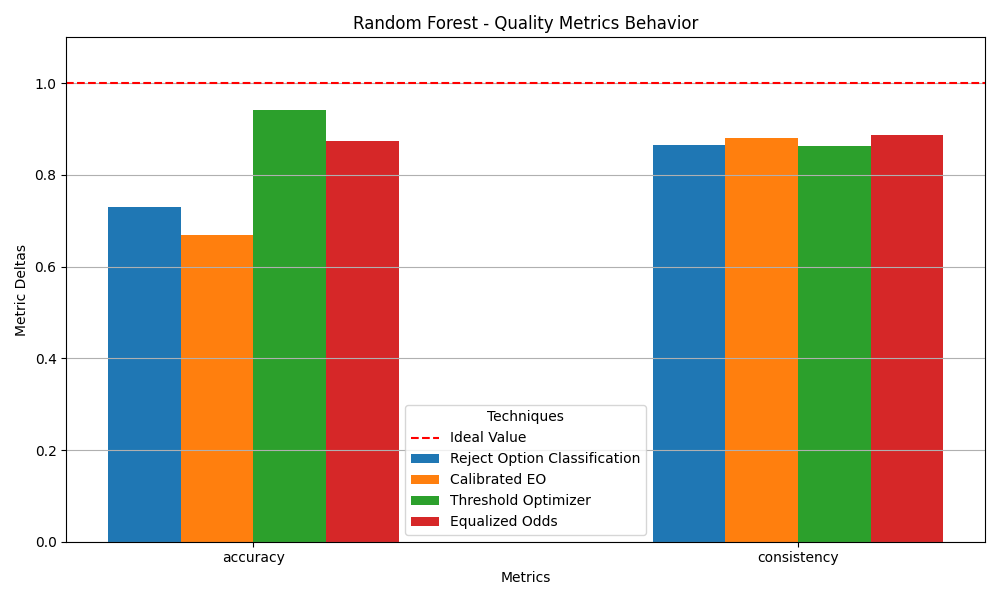 Random Forest - Quality Metrics Behavior
Metric Deltas
1.0
0.8
0.6
0.4
0.2
0.0
Techniques
Ideal Value
Reject Option Classification
Calibrated EO
Threshold Optimizer
Equalized Odds
accuracy
consistency
Metrics